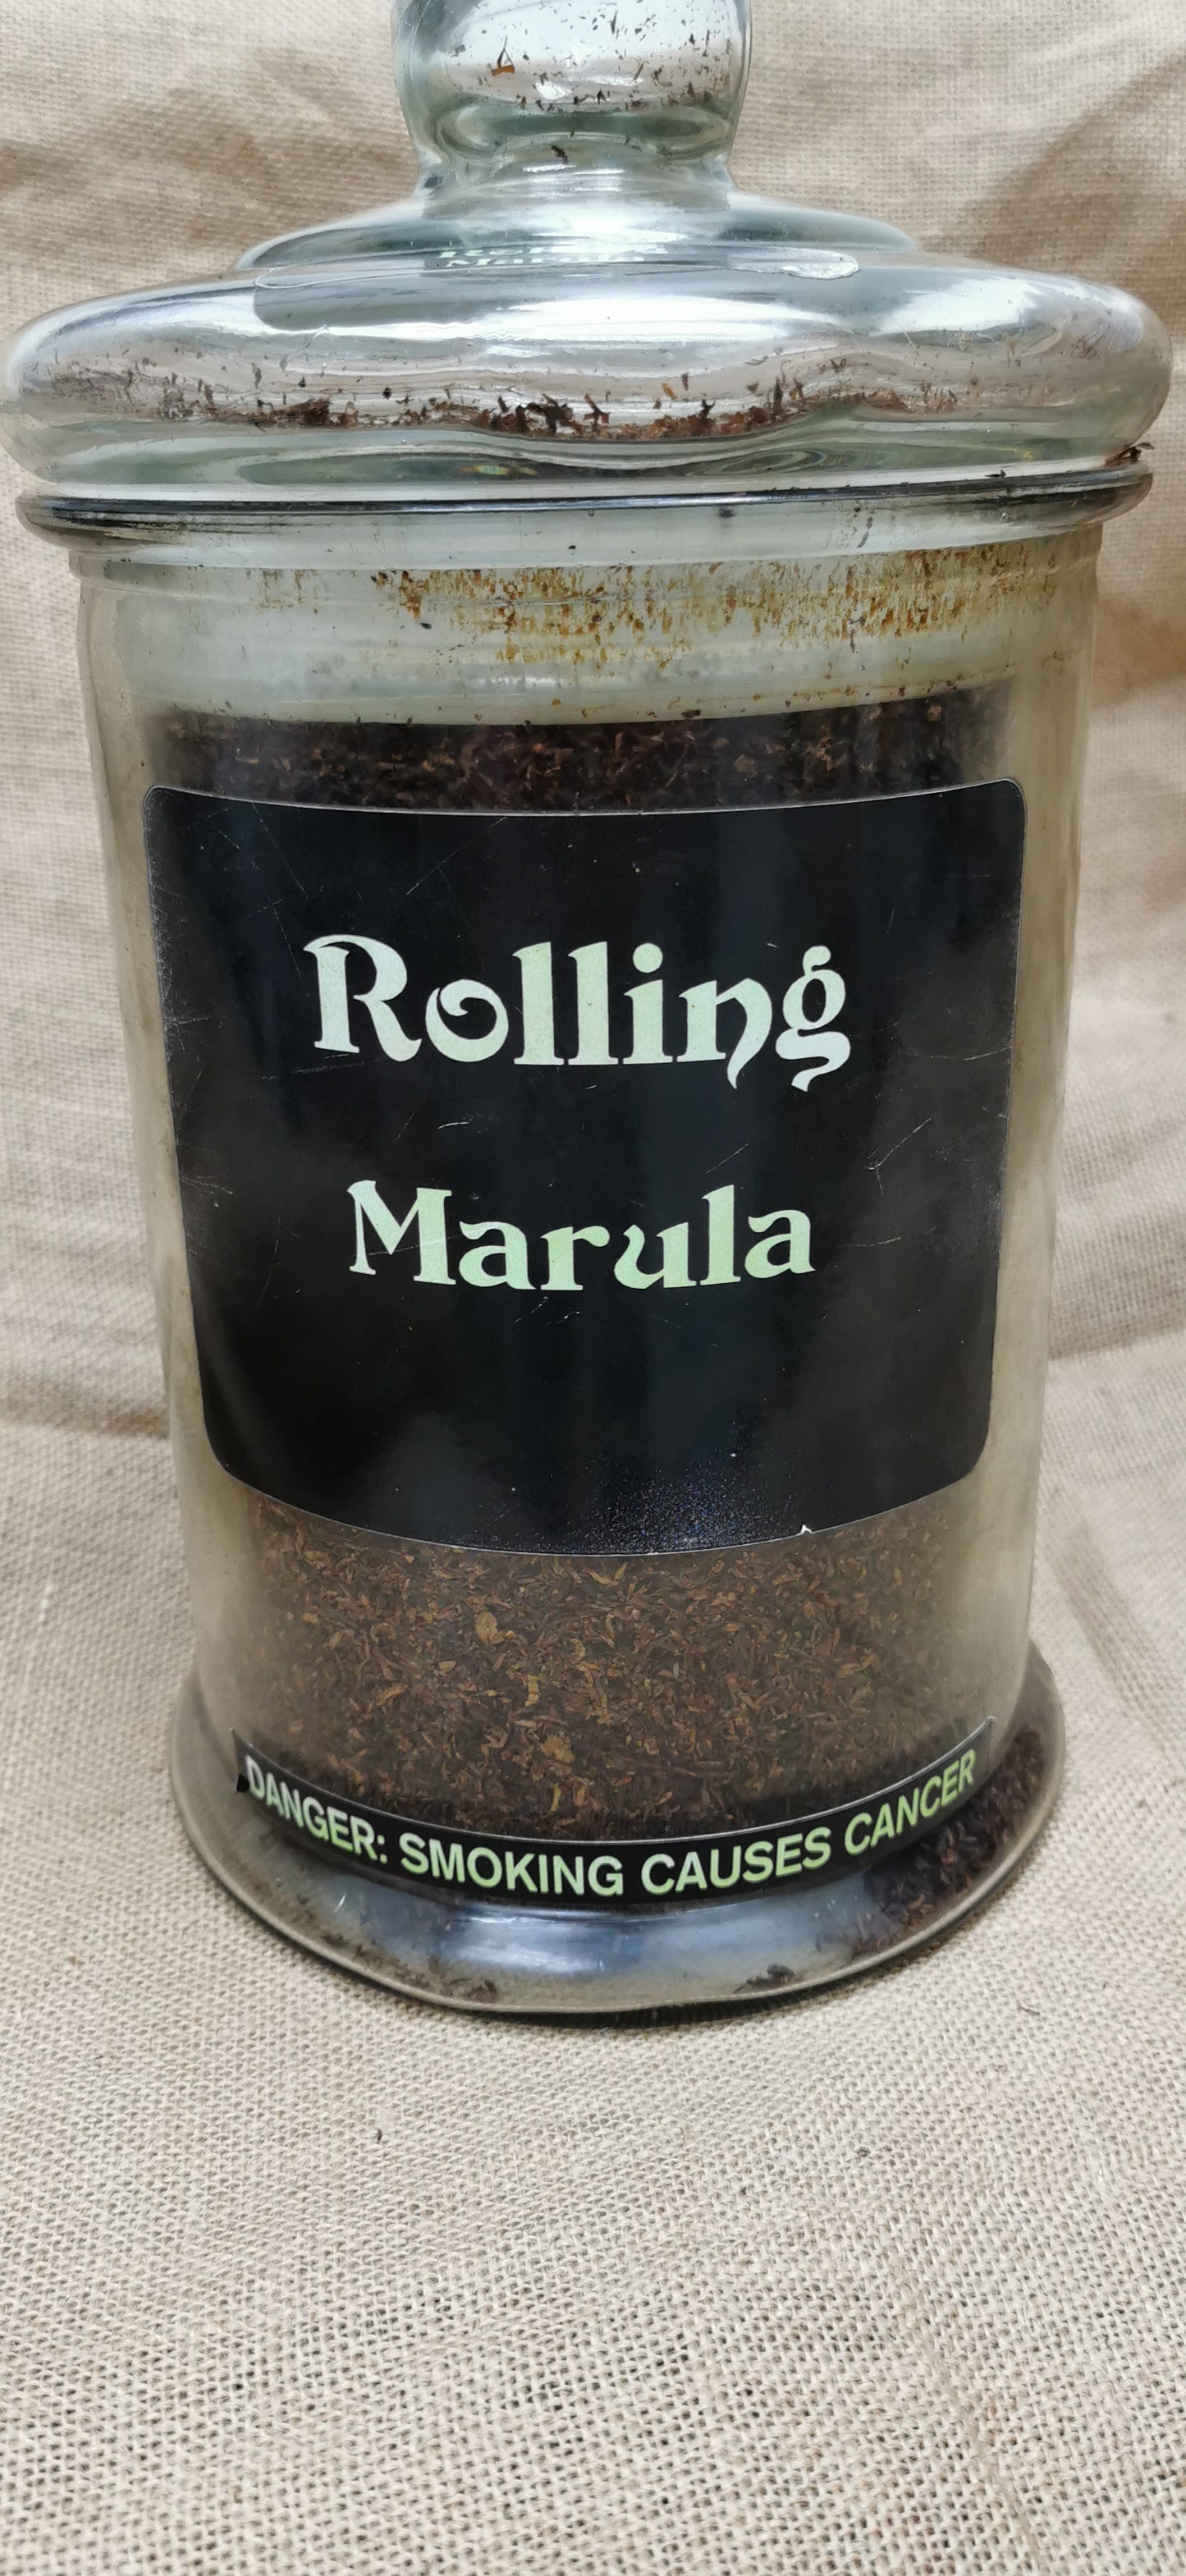 Rolling
Marula
DANGER: SMOKING CAUSES CANCER